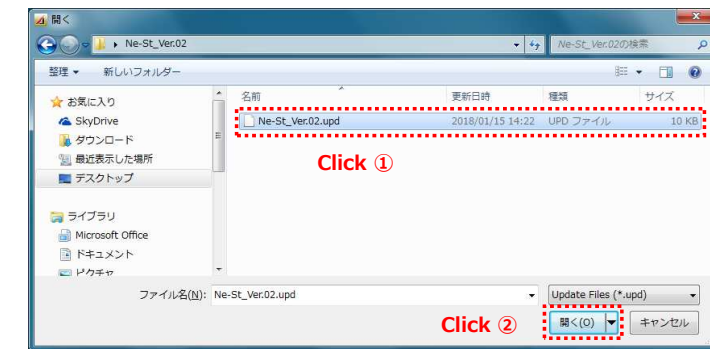 開く
Ne-St_Ver.02
Ne-St_Ver.02の検索
整理 新しいフォルダー
お気に入り
SkyDrive
ダウンロード
最近表示した場所
デスクトップ
ライブラリ
Microsoft Office
ドキュメント
ピクチャ
名前 更新日時 種類 サイズ
Ne-St_Ver.02.upd 2018/01/15 14:22 UPD ファイル 10 KB
Click ①
ファイル名(N): Ne-St_Ver.02.upd Update Files (*.upd)
Click ② 開く(O) キャンセル